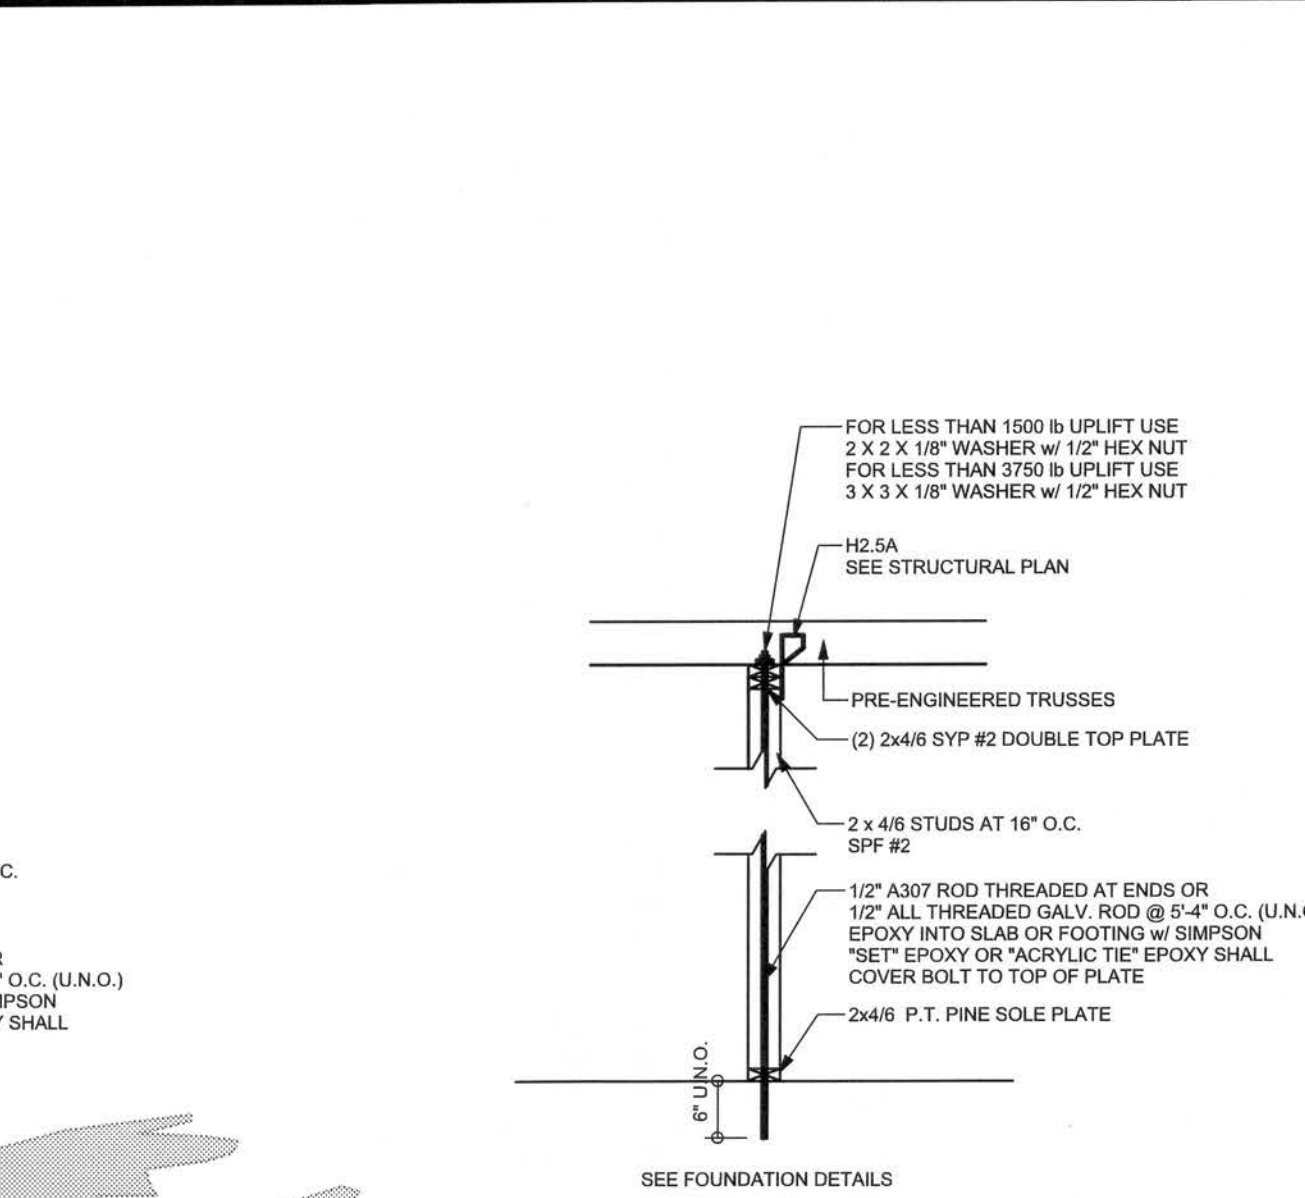 FOR LESS THAN 1500 lb UPLIFT USE
2 X 2 X 1/8" WASHER w/ 1/2" HEX NUT
FOR LESS THAN 3750 lb UPLIFT USE
3 X 3 X 1/8" WASHER w/ 1/2" HEX NUT
H2.5A
SEE STRUCTURAL PLAN
PRE-ENGINEERED TRUSSES
(2) 2x4/6 SYP #2 DOUBLE TOP PLATE
2 x 4/6 STUDS AT 16" O.C.
SPF #2
1/2" A307 ROD THREADED AT ENDS OR
1/2" ALL THREADED GALV. ROD @ 5'-4" O.C. (U.N.
EPOXY INTO SLAB OR FOOTING w/ SIMPSON
"SET" EPOXY OR "ACRYLIC TIE" EPOXY SHALL
COVER BOLT TO TOP OF PLATE
2x4/6 P.T. PINE SOLE PLATE
6" U.N.O.
SEE FOUNDATION DETAILS
C.
" O.C. (U.N.O.)
MPSON
Y SHALL